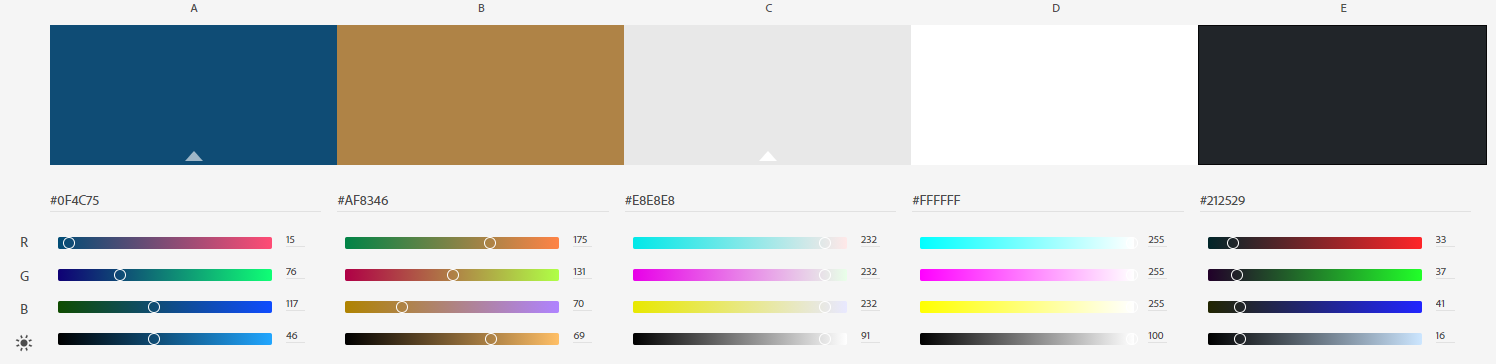 A B C D E
#0F4C75 #AF8346 #E8E8E8 #FFFFFF #212529
R 15 175 232 255 33
G 76 131 232 255 37
B 117 70 232 255 41
46 69 91 100 16